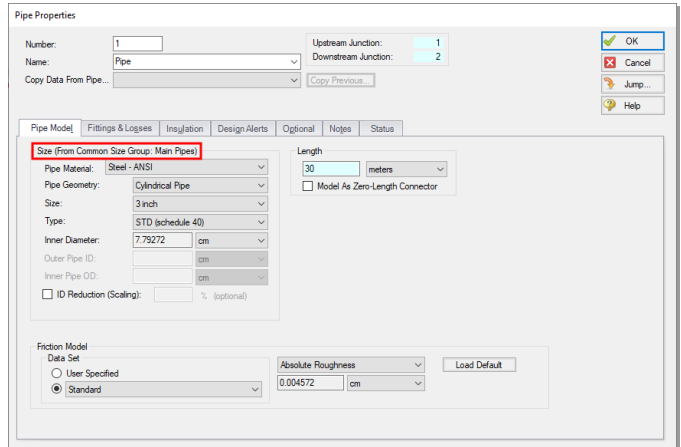 Pipe Properties
Number: 1 Upstream Junction: 1 OK
Name: Pipe Downstream Junction: 2 Cancel
Copy Data From Pipe... Copy Previous... Jump...
Help
Pipe Model Fittings & Losses Insulation Design Alerts Optional Notes Status
Size (From Common Size Group: Main Pipes) Length
Pipe Material: Steel - ANSI 30 meters
Pipe Geometry: Cylindrical Pipe Model As Zero-Length Connector
Size: 3 inch
Type: STD (schedule 40)
Inner Diameter: 7.79272 cm
Outer Pipe ID: cm
Inner Pipe OD: cm
ID Reduction (Scaling): % (optional)
Friction Model
Data Set Absolute Roughness Load Default
User Specified 0.004572 cm
Standard